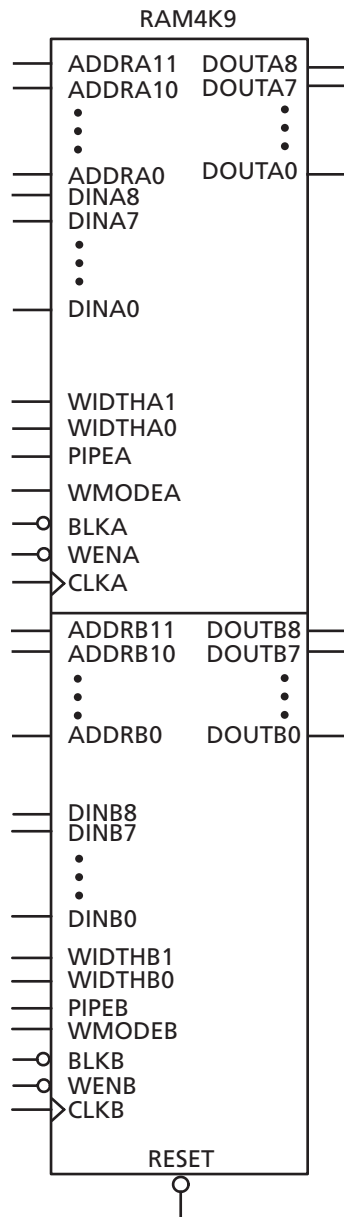 RAM4K9
ADDRA11 DOUTA8
ADDRA10 DOUTA7
ADDRA0 DOUTA0
DINA8
DINA7
DINA0
WIDTHA1
WIDTHA0
PIPEA
WMODEA
BLKA
WENA
CLKA
ADDRB11 DOUTB8
ADDRB10 DOUTB7
ADDRB0 DOUTB0
DINB8
DINB7
DINB0
WIDTHB1
WIDTHB0
PIPEB
WMODEB
BLKB
WENB
CLKB
RESET